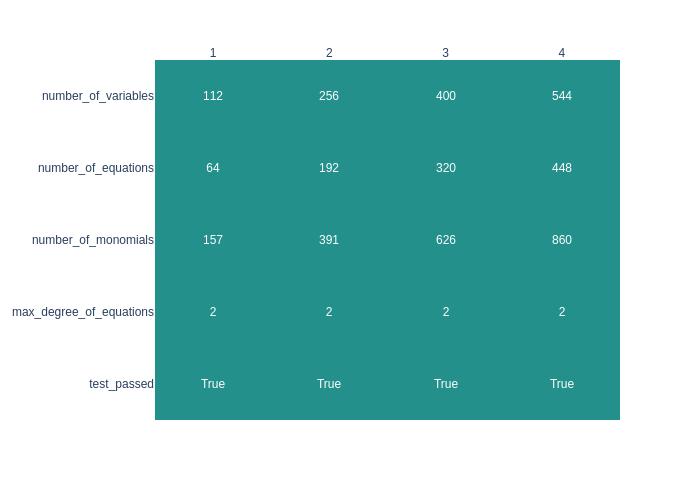 1 2 3 4
number_of_variables 112 256 400 544
number_of_equations 64 192 320 448
number_of_monomials 157 391 626 860
max_degree_of_equations 2 2 2 2
test_passed True True True True